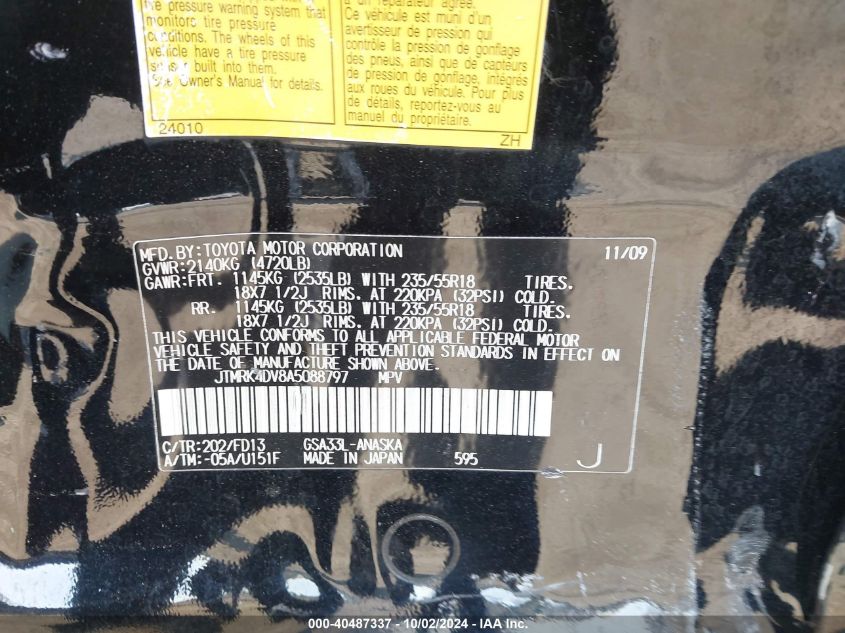 tire pressure warning system that
monitors tire pressure
conditions. The wheels of this
vehicle have a tire pressure
sensor built into them.
See Owner's Manual for details.
24010
à un réparateur agréé.
Ce véhicule est muni d'un
avertisseur de pression qui
contrôle la pression de gonflage
des pneus, ainsi que de capteurs
de pression de gonflage, intégrés
aux roues du véhicule. Pour plus
de détails, reportez-vous au
manuel du propriétaire.
ZH
MFD. BY: TOYOTA MOTOR CORPORATION 11/09
GVWR: 2140KG (4720LB)
GAWR: FRT. 1145KG (2535LB) WITH 235/55R18 TIRES.
18X7 1/2J RIMS. AT 220KPA (32PSI) COLD.
RR. 1145KG (2535LB) WITH 235/55R18 TIRES.
18X7 1/2J RIMS. AT 220KPA (32PSI) COLD.
THIS VEHICLE CONFORMS TO ALL APPLICABLE FEDERAL MOTOR
VEHICLE SAFETY AND THEFT PREVENTION STANDARDS IN EFFECT ON
THE DATE OF MANUFACTURE SHOWN ABOVE.
JTMRK4DV8A5088797 MPV
C/TR: 202/FD13 GSA33L-ANASKA
A/TM: -05A/U151F MADE IN JAPAN 595 J
000-40487337 - 10/02/2024 - IAA Inc.